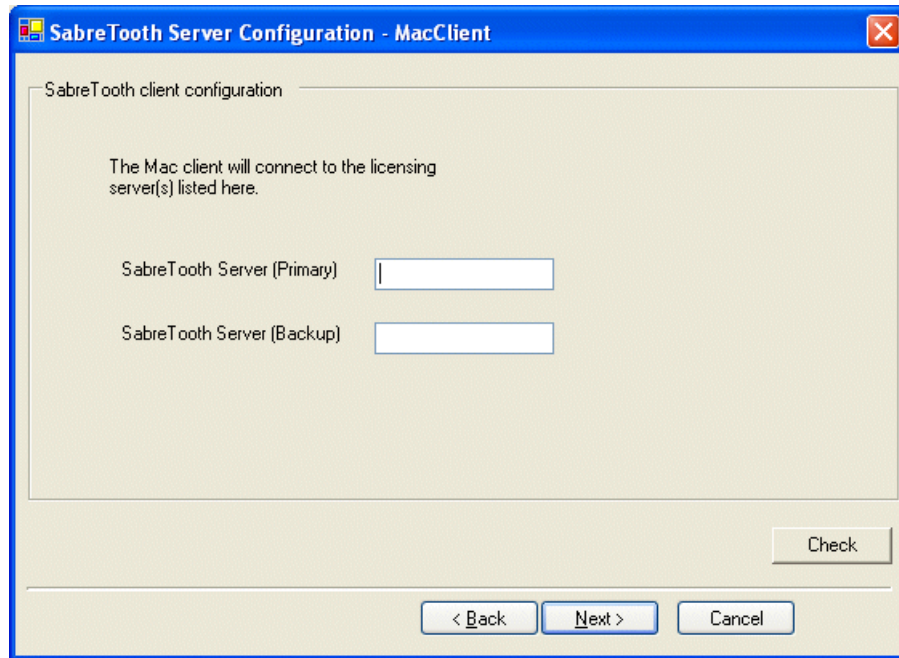 SabreTooth Server Configuration - MacClient
SabreTooth client configuration
The Mac client will connect to the licensing
server(s) listed here.
SabreTooth Server (Primary)
SabreTooth Server (Backup)
Check
< Back
Next >
Cancel